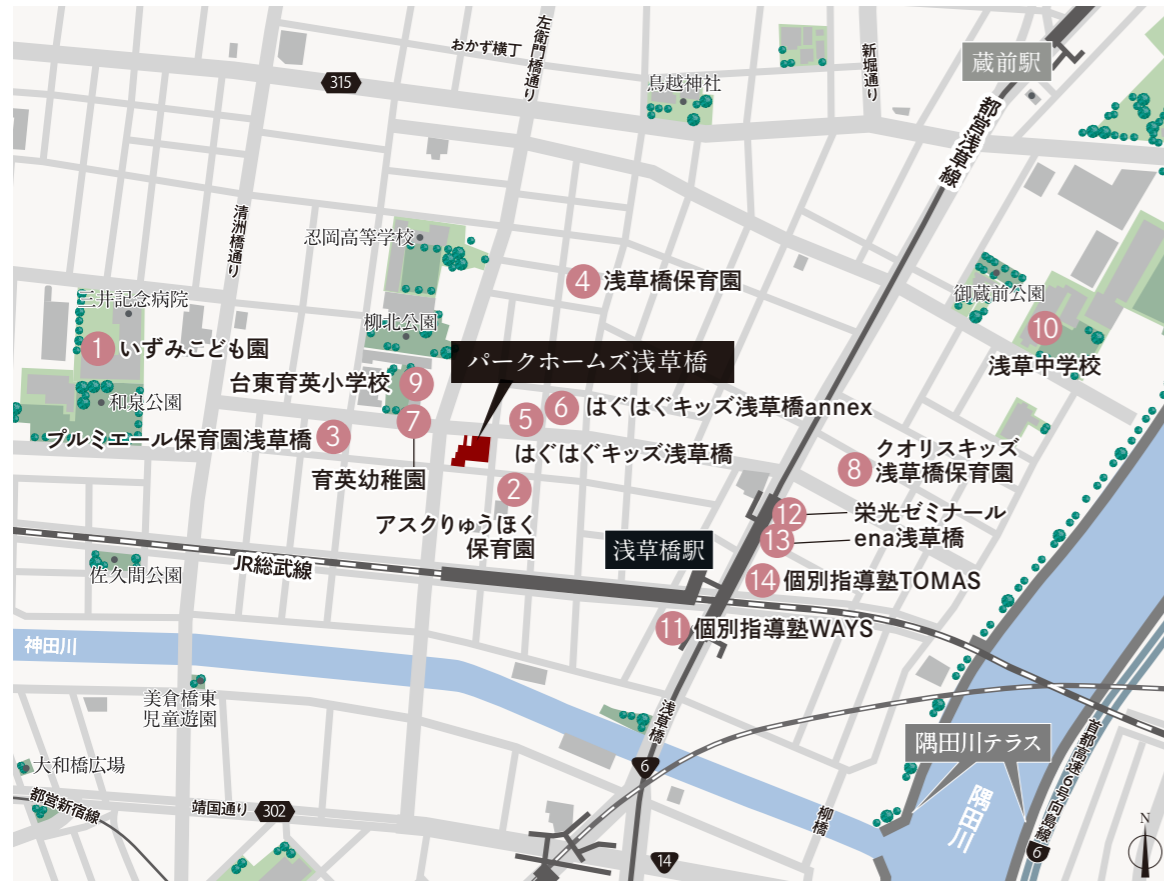 おかず横丁
左衛門橋通り
新堀通り
蔵前駅
315
鳥越神社
都営浅草線
清洲橋通り
忍岡高等学校
4 浅草橋保育園
御蔵前公園
三井記念病院
柳北公園
10
浅草中学校
1 いずみこども園
パークホームズ浅草橋
台東育英小学校 9
和泉公園
6 はぐはぐキッズ浅草橋annex
5
はぐはぐキッズ浅草橋
プルミエール保育園浅草橋 3
7
育英幼稚園
8 クオリスキッズ
浅草橋保育園
2
アスクりゅうほく
保育園
12 栄光ゼミナール
13 ena浅草橋
浅草橋駅
14 個別指導塾TOMAS
JR総武線
佐久間公園
11 個別指導塾WAYS
神田川
美倉橋東
児童遊園
浅草橋
6
隅田川テラス
首都高速6号向島線
大和橋広場
都営新宿線
靖国通り 302
柳橋
隅田川
14
6
N